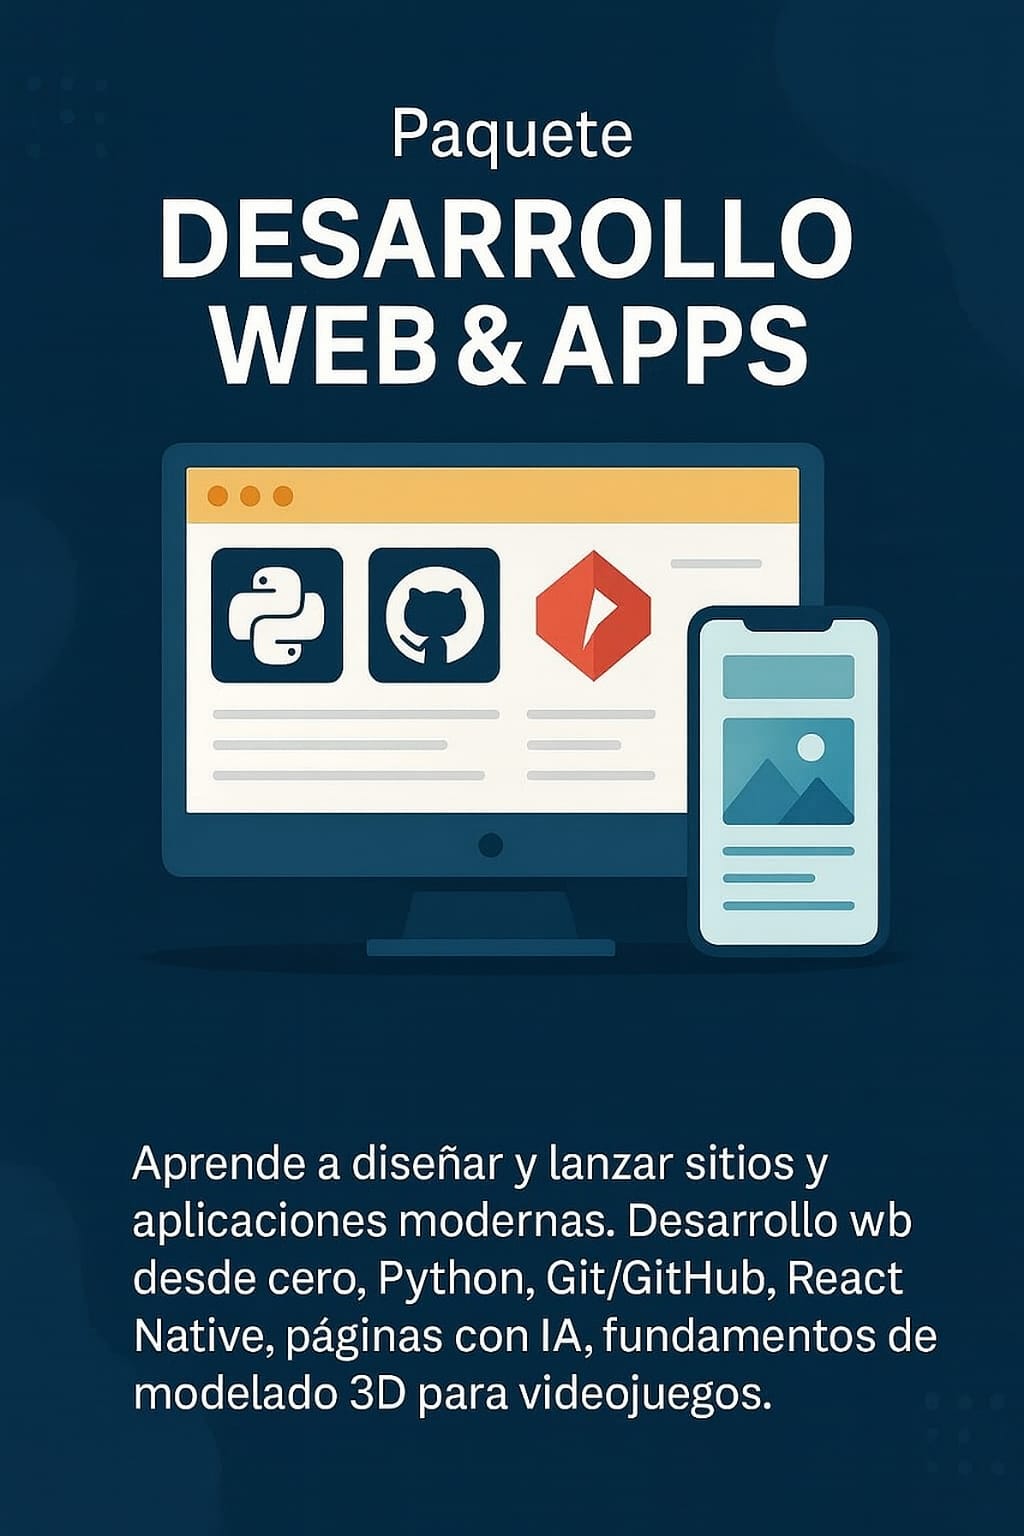 Paquete
DESARROLLO
WEB & APPS
Aprende a diseñar y lanzar sitios y
aplicaciones modernas. Desarrollo wb
desde cero, Python, Git/GitHub, React
Native, páginas con IA, fundamentos de
modelado 3D para videojuegos.